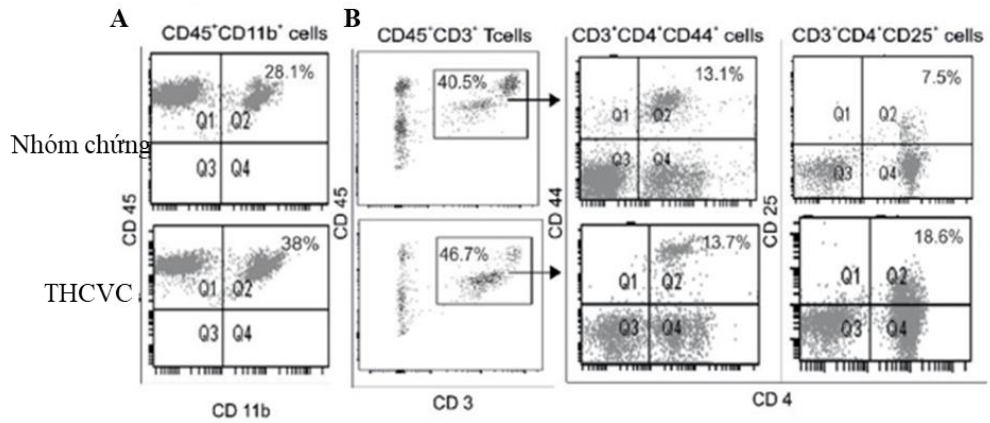 A
B
CD45⁺CD11b⁺ cells
CD45⁺CD3⁺ Tcells
CD3⁺CD4⁺CD44⁺ cells
CD3⁺CD4⁺CD25⁺ cells
Nhóm chứng
28.1%
Q1 Q2
Q3 Q4
40.5%
13.1%
Q1 Q2
Q3 Q4
7.5%
Q1 Q2
Q3 Q4
THCVC
38%
Q1 Q2
Q3 Q4
46.7%
13.7%
Q1 Q2
Q3 Q4
18.6%
Q1 Q2
Q3 Q4
CD 45
CD 45
CD 44
CD 25
CD 11b
CD 3
CD 4